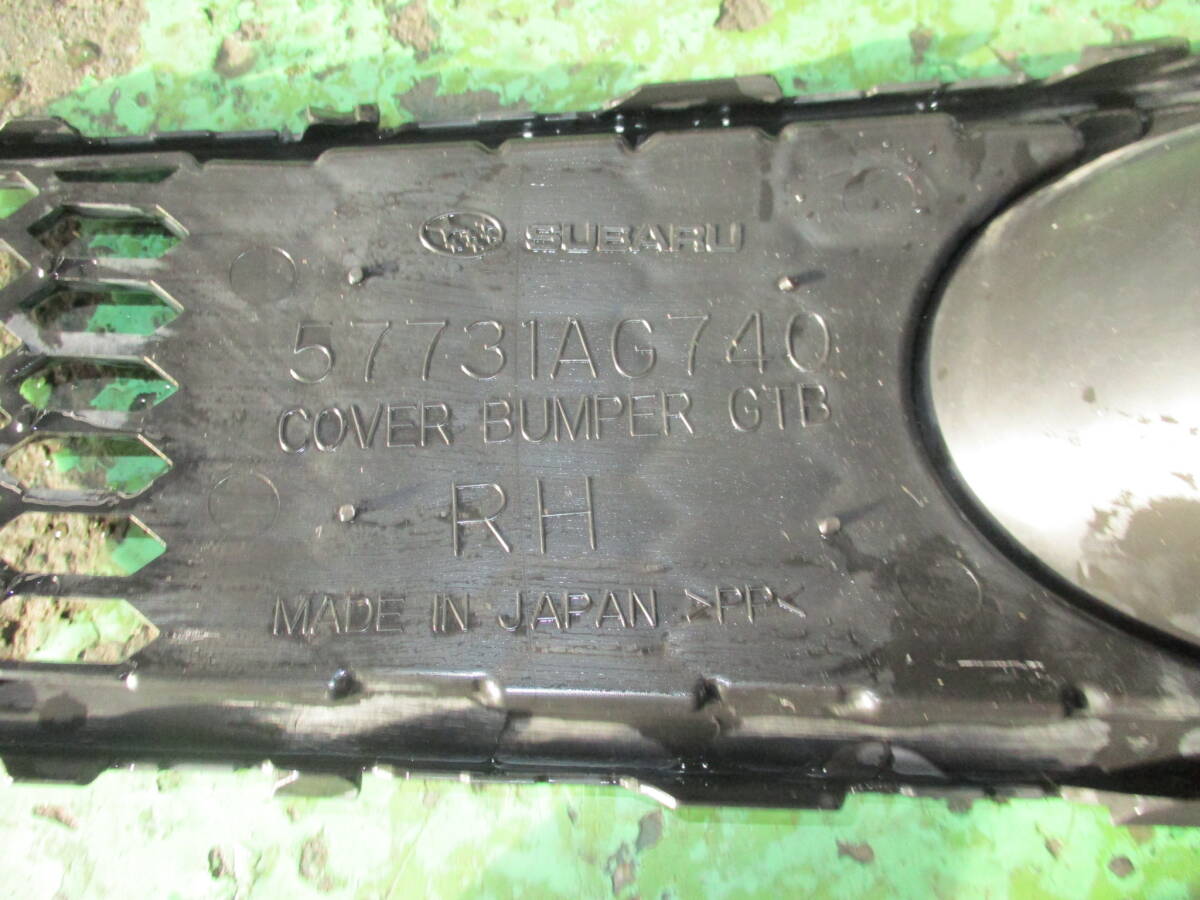 SUBARU
57731AG740
COVER BUMPER GTB
RH
MADE IN JAPAN >PP<